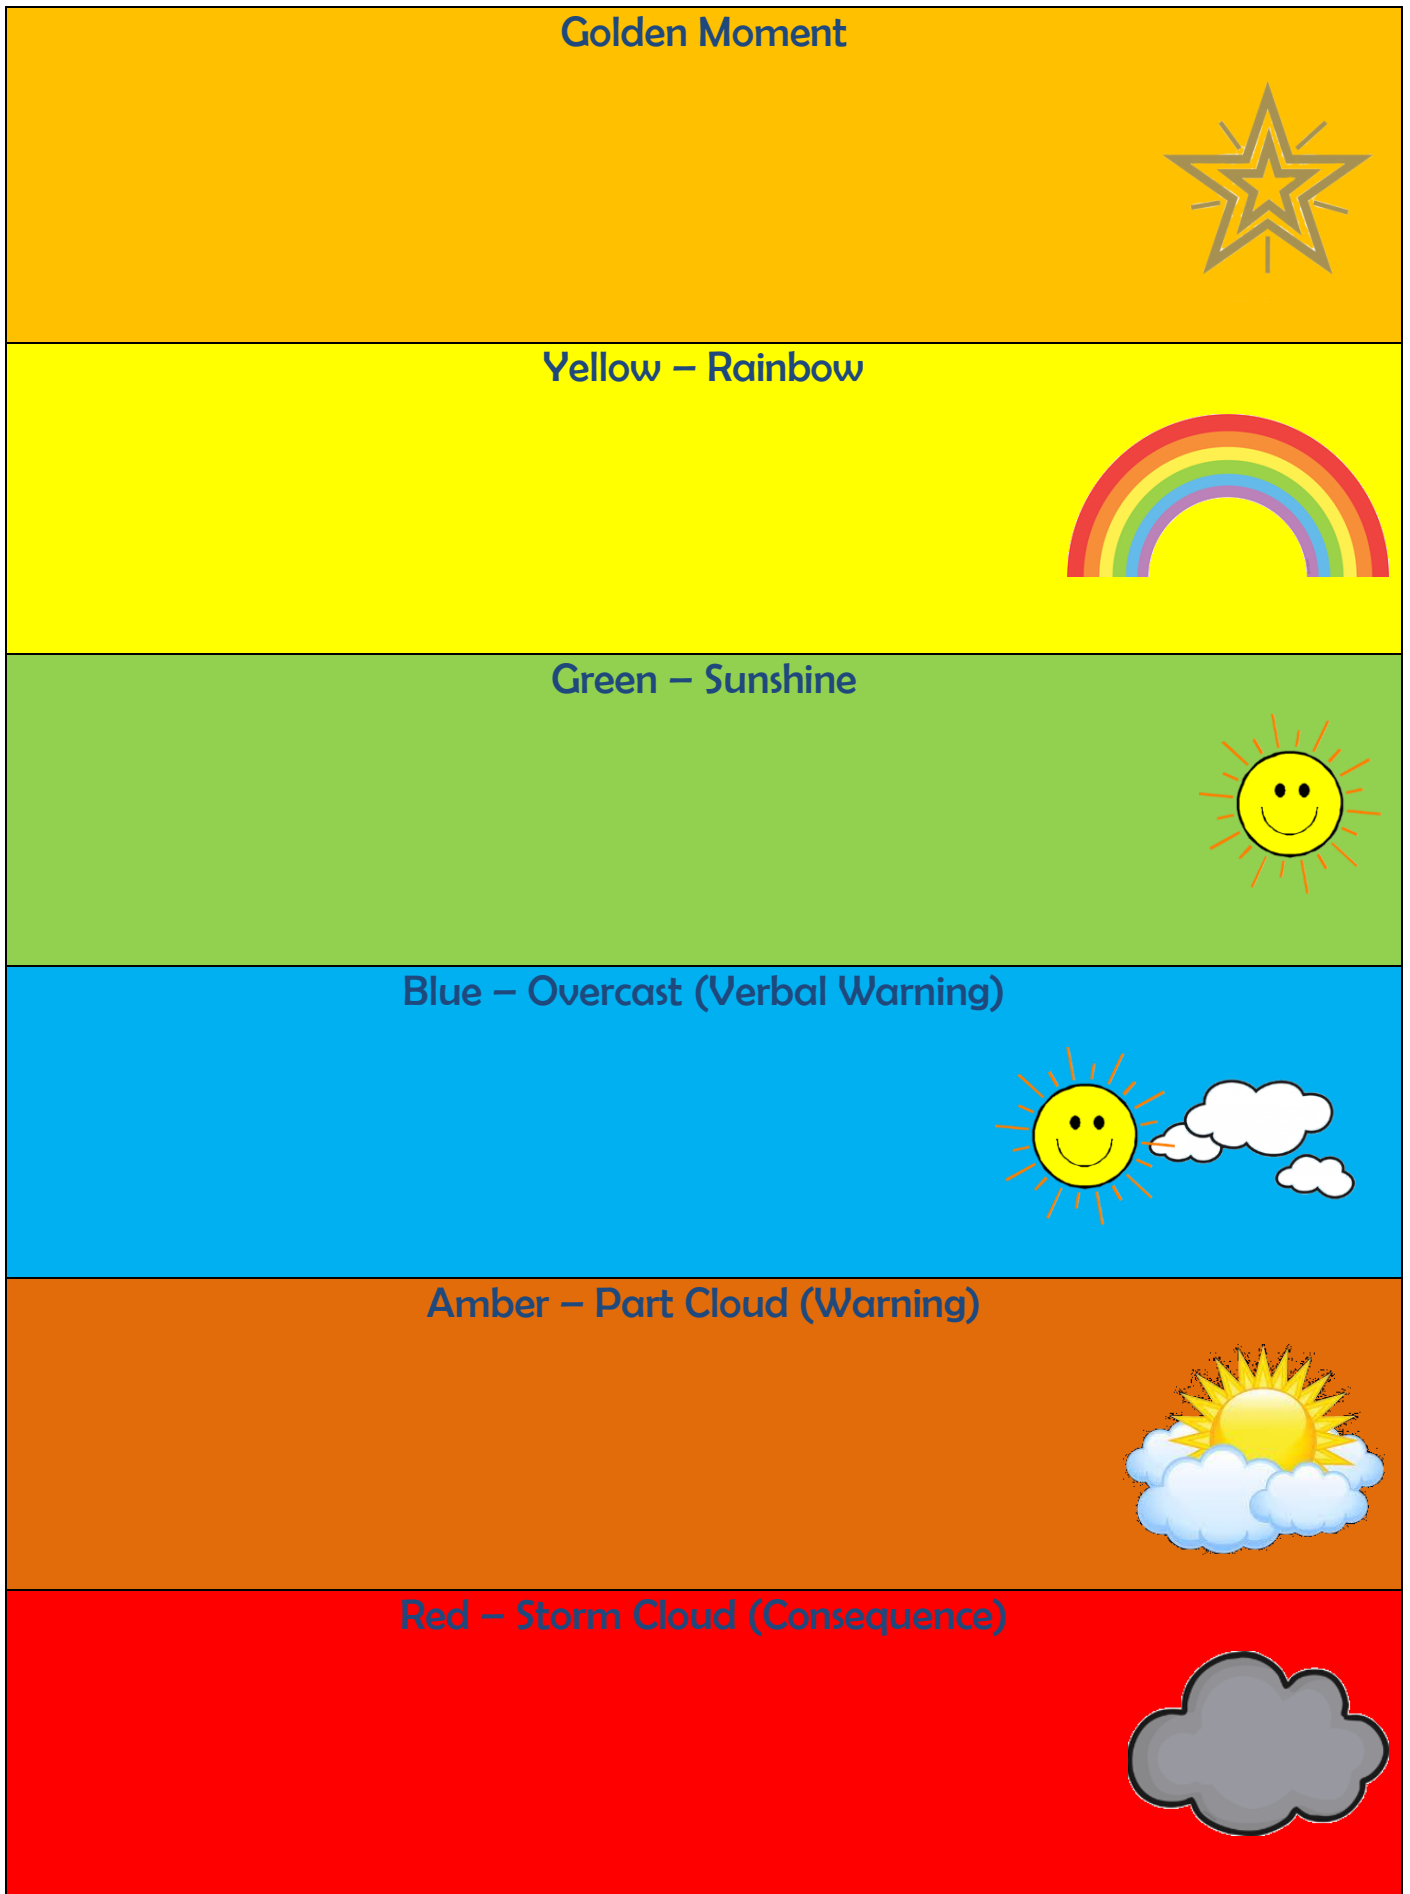 Golden Moment
Yellow – Rainbow
Green – Sunshine
Blue – Overcast (Verbal Warning)
Amber – Part Cloud (Warning)
Red – Storm Cloud (Consequence)